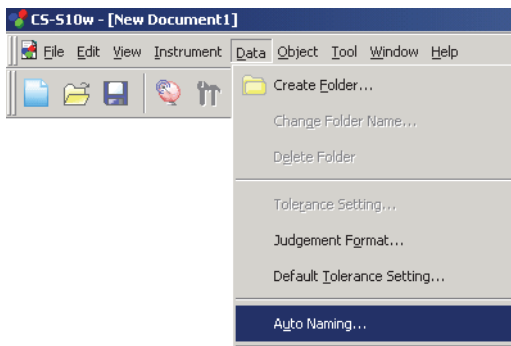 CS-S10w - [New Document1]
File Edit View Instrument Data Object Tool Window Help
Create Folder...
Change Folder Name...
Delete Folder
Tolerance Setting...
Judgement Format...
Default Tolerance Setting...
Auto Naming...